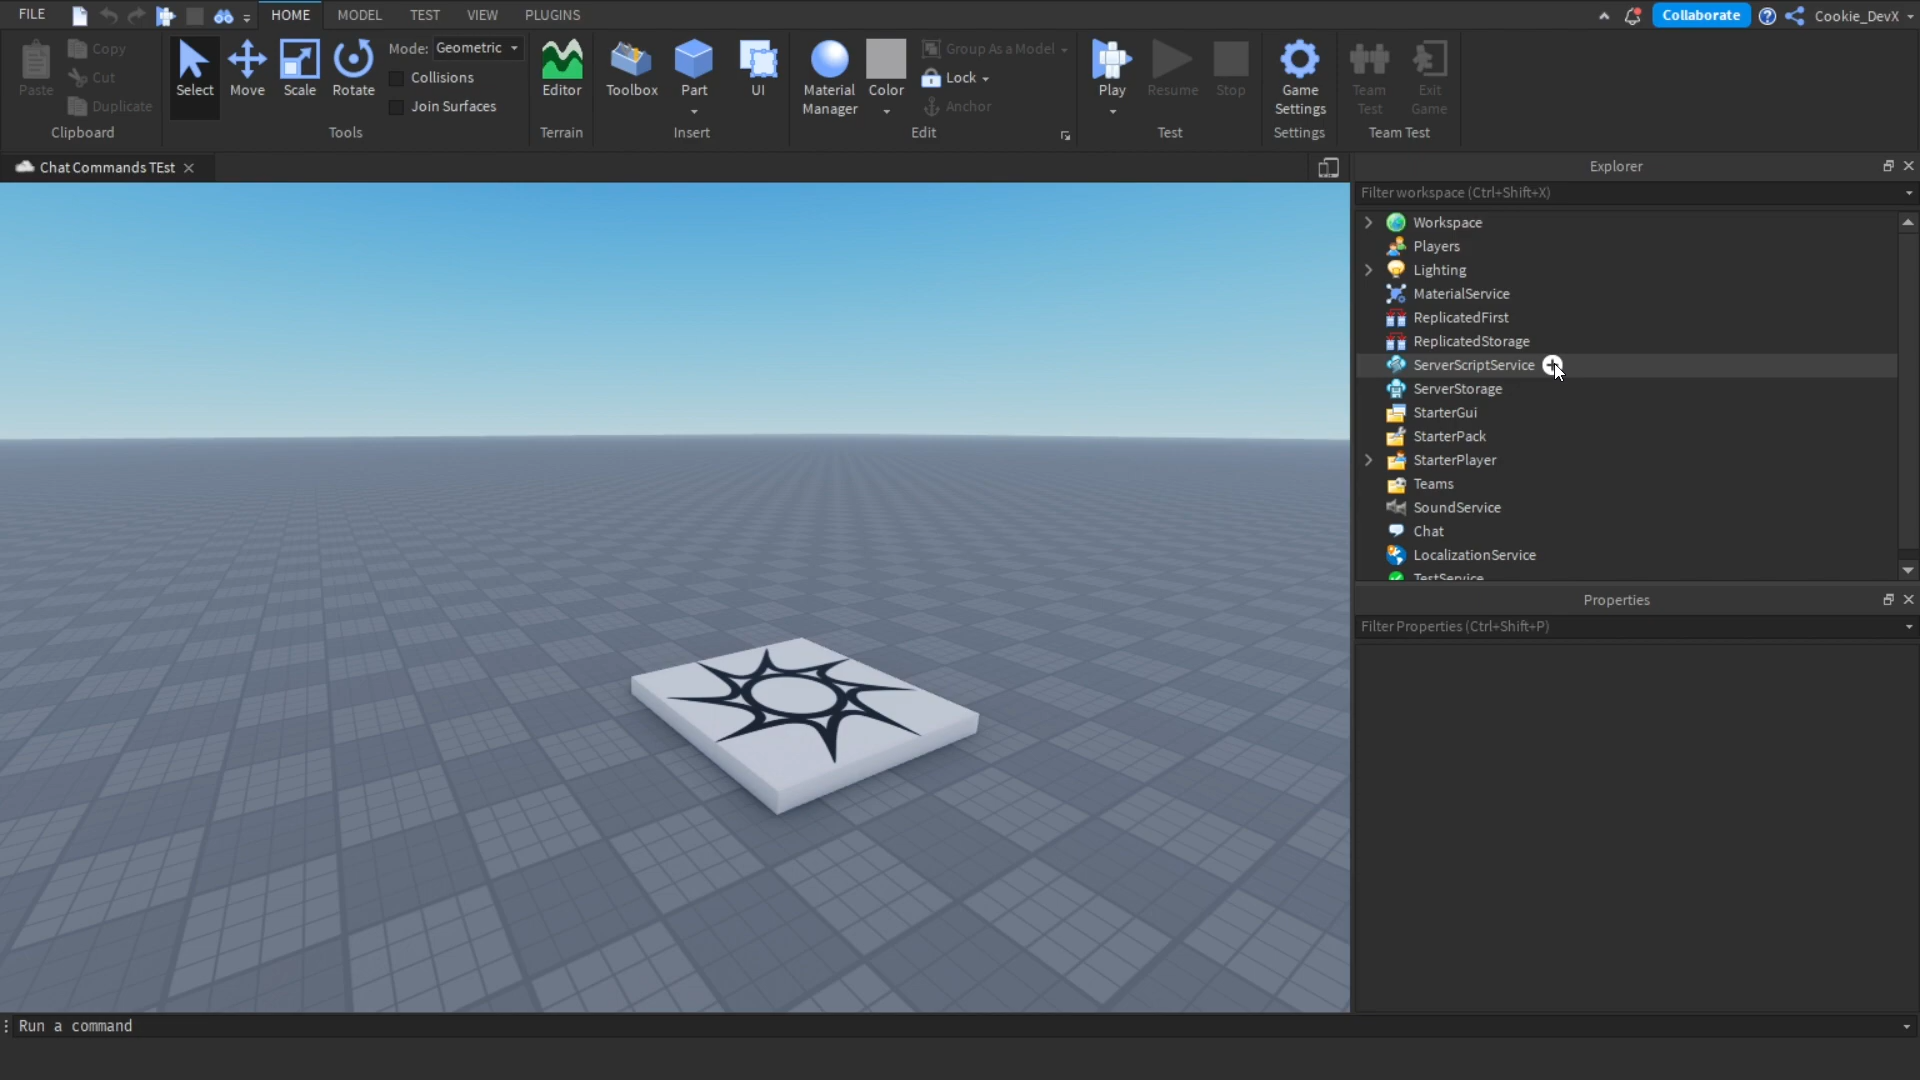 FILE
HOME
MODEL
TEST
VIEW
PLUGINS
Collaborate
Cookie_DevX
Paste
Copy
Cut
Duplicate
Clipboard
Select
Move
Scale
Rotate
Mode: Geometric
Collisions
Join Surfaces
Tools
Editor
Terrain
Toolbox
Part
UI
Insert
Material
Manager
Color
Group As a Model
Lock
Anchor
Edit
Play
Resume
Stop
Test
Game
Settings
Settings
Team
Test
Exit
Game
Team Test
Chat Commands TEst
Explorer
Filter workspace (Ctrl+Shift+X)
Workspace
Players
Lighting
MaterialService
ReplicatedFirst
ReplicatedStorage
ServerScriptService
ServerStorage
StarterGui
StarterPack
StarterPlayer
Teams
SoundService
Chat
LocalizationService
TestService
Properties
Filter Properties (Ctrl+Shift+P)
Run a command